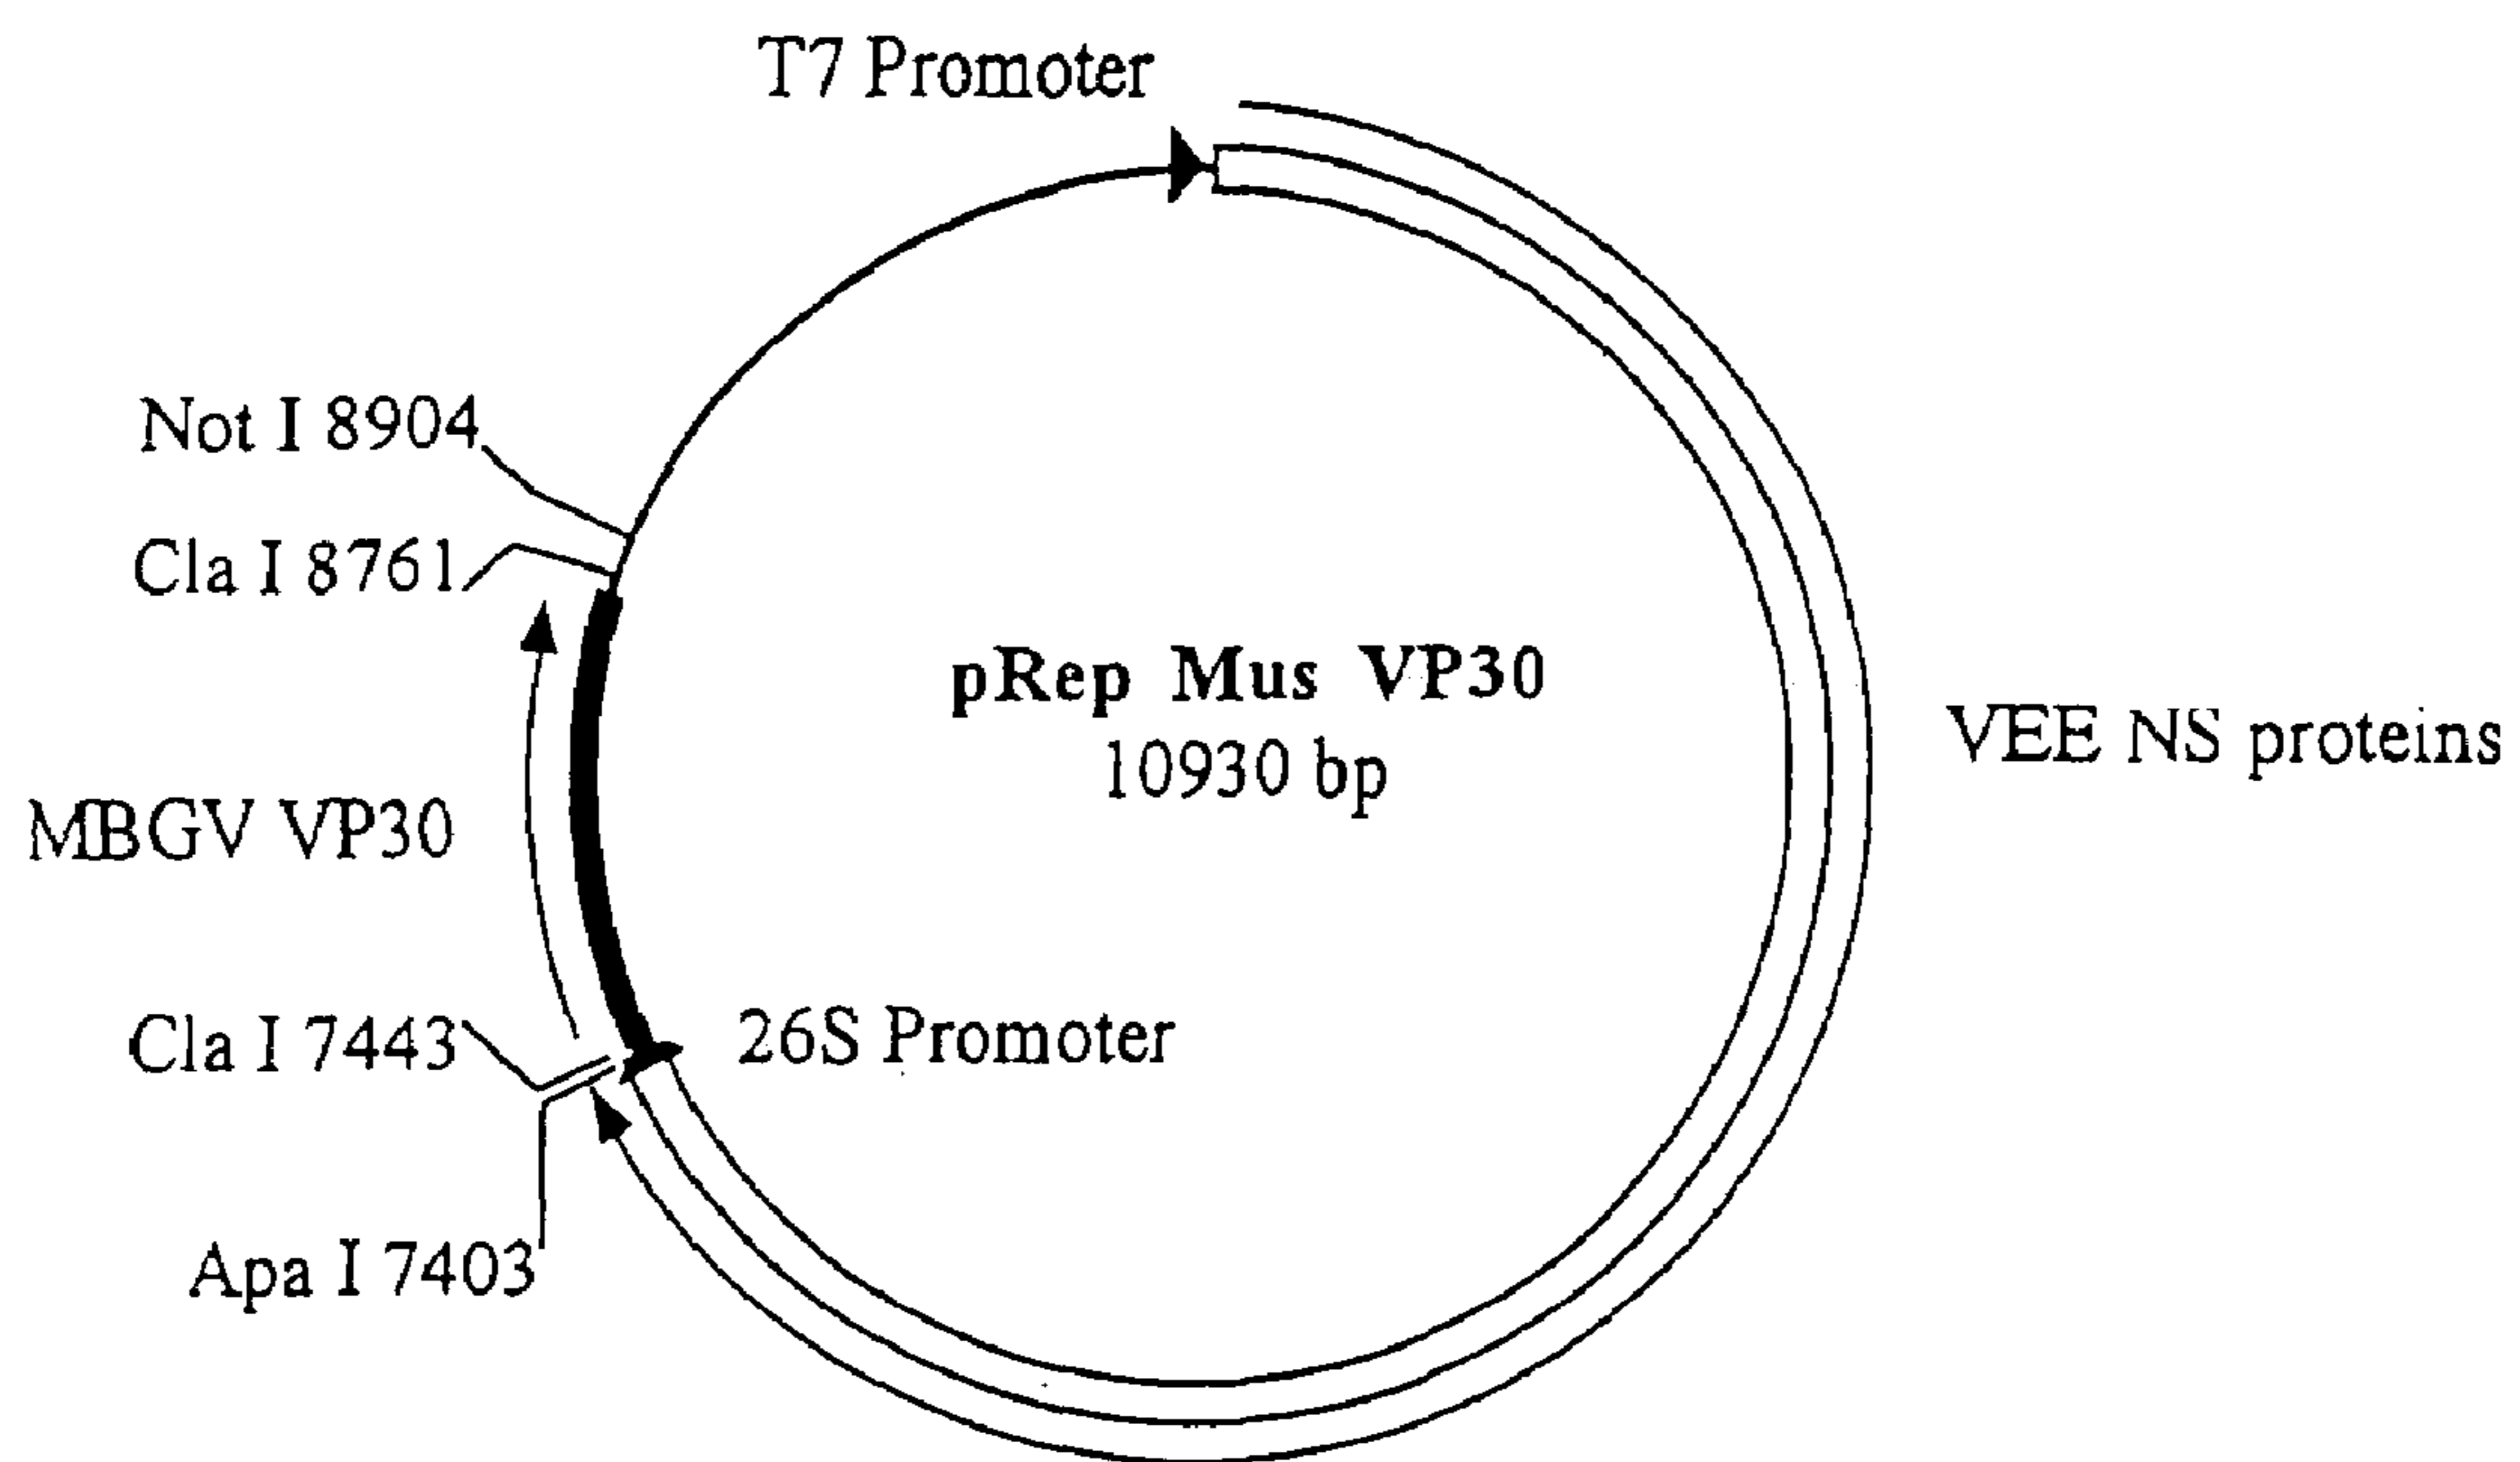 T7 Promoter
Not I 8904
Cla I 8761
pRep Mus VP30
10930 bp
VEE NS proteins
MBGV VP30
Cla I 7443
26S Promoter
Apa I 7403